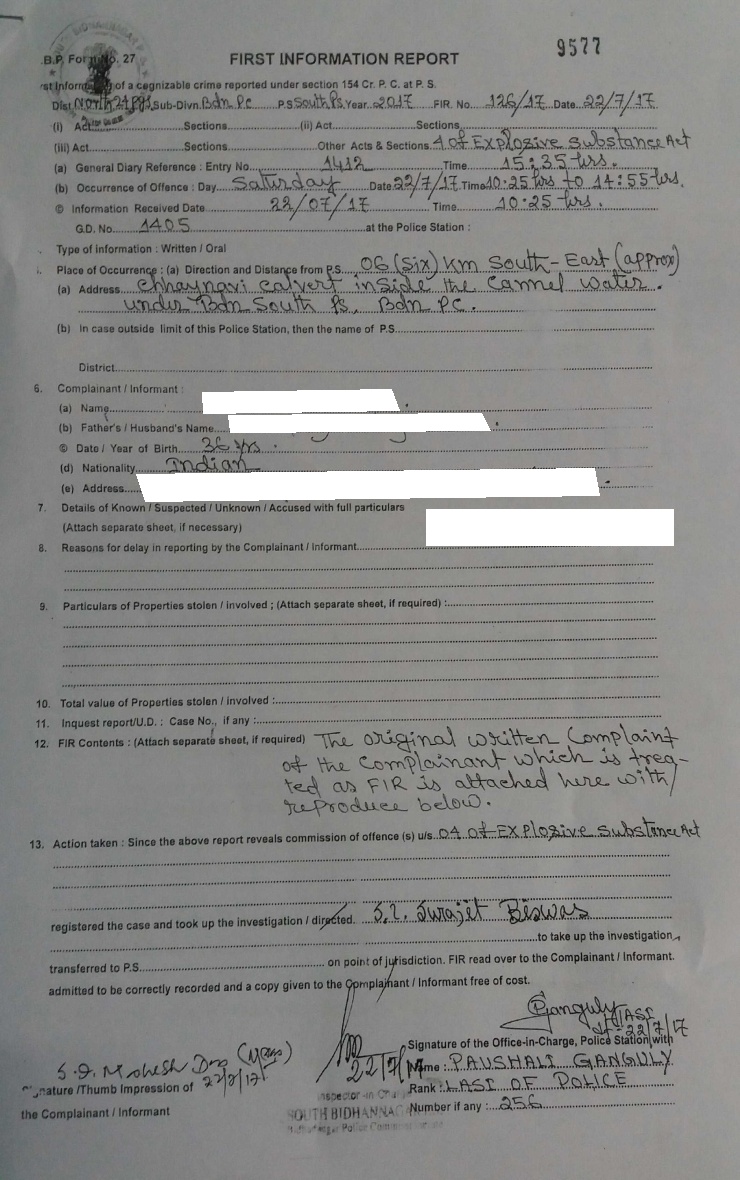 9577
B.P. Form No. 27
FIRST INFORMATION REPORT
st Information of a cognizable crime reported under section 154 Cr. P. C. at P. S.
Dist North 24 Pgs Sub-Divn. Bdn PC P.S South PS Year 2017 FIR. No. 126/17 Date 22/7/17
(i) Act Sections (ii) Act Sections
(iii) Act Sections Other Acts & Sections 4 of Explosive Substance Act
(a) General Diary Reference : Entry No. 1412 Time 15:35 hrs.
(b) Occurrence of Offence : Day Saturday Date 22/7/17 Time 10:25 hrs to 14:55 hrs.
© Information Received Date 22/07/17 Time 10:25 hrs.
G.D. No. 1405 at the Police Station :
Type of information : Written / Oral
Place of Occurrence : (a) Direction and Distance from P.S. 06 (Six) Km South-East (approx)
(a) Address Chhaynavi calvert inside the Cannel water.
under Bdn South Ps, Bdn PC.
(b) In case outside limit of this Police Station, then the name of P.S.
District
6. Complainant / Informant :
(a) Name
(b) Father's / Husband's Name
© Date / Year of Birth 36 yrs.
(d) Nationality Indian
(e) Address
7. Details of Known / Suspected / Unknown / Accused with full particulars
(Attach separate sheet, if necessary)
8. Reasons for delay in reporting by the Complainant / informant
9. Particulars of Properties stolen / involved ; (Attach separate sheet, if required) :
10. Total value of Properties stolen / involved :
11. Inquest report/U.D. : Case No., if any :
12. FIR Contents : (Attach separate sheet, if required) The original written Complaint
of the Complainant which is trea-
ted as FIR is attached here with/
reproduce below.
13. Action taken : Since the above report reveals commission of offence (s) u/s 04 of EXplosive Substance Act
registered the case and took up the investigation / directed S.I. Surajit Biswas
to take up the investigation,
transferred to P.S. on point of jurisdiction. FIR read over to the Complainant / Informant.
admitted to be correctly recorded and a copy given to the Complainant / Informant free of cost.
Ganguly LASI
dt-22/7/17
Signature of the Office-in-Charge, Police Station with
22/7/17
Name : PAUSHALI GANGULY
S.I. Mohesh Das
22/7/17
nature /Thumb Impression of
Rank : LASI OF POLICE
the Complainant / Informant
Number if any : 256
Inspector-in-Charge
SOUTH BIDHANNAGAR